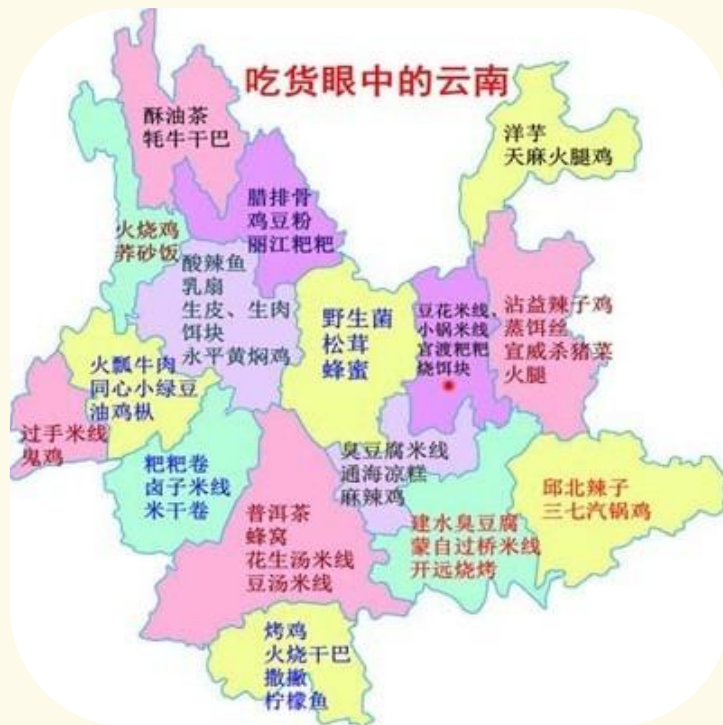 吃货眼中的云南
酥油茶
牦牛干巴
洋芋
天麻火腿鸡
腊排骨
鸡豆粉
丽江粑粑
火烧鸡
荞砂饭
酸辣鱼
乳扇
生皮、生肉
饵块
永平黄焖鸡
野生菌
松茸
蜂蜜
豆花米线、
小锅米线
官渡粑粑
烧饵块
沾益辣子鸡
蒸饵丝
宣威杀猪菜
火腿
火瓢牛肉
同心小绿豆
油鸡枞
过手米线
鬼鸡
粑粑卷
卤子米线
米干卷
普洱茶
蜂窝
花生汤米线
豆汤米线
臭豆腐米线
通海凉糕
麻辣鸡
建水臭豆腐
蒙自过桥米线
开远烧烤
邱北辣子
三七汽锅鸡
烤鸡
火烧干巴
撒撇
柠檬鱼